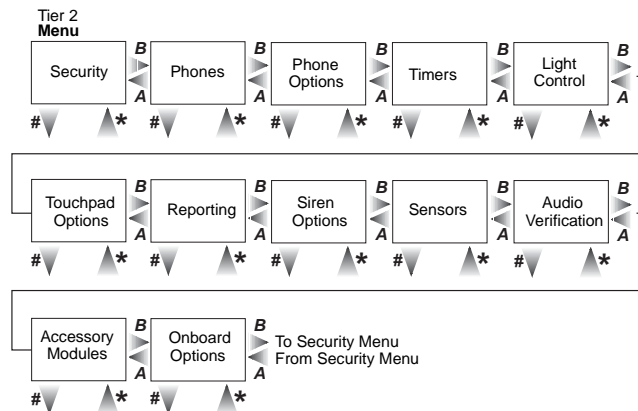 Tier 2
Menu
B B B B B
Security Phones Phone Options Timers Light Control
A A A A A
# * # * # * # * # *
B B B B B
Touchpad Options Reporting Siren Options Sensors Audio Verification
A A A A A
# * # * # * # * # *
B B
Accessory Modules Onboard Options To Security Menu
From Security Menu
A A
# * # *